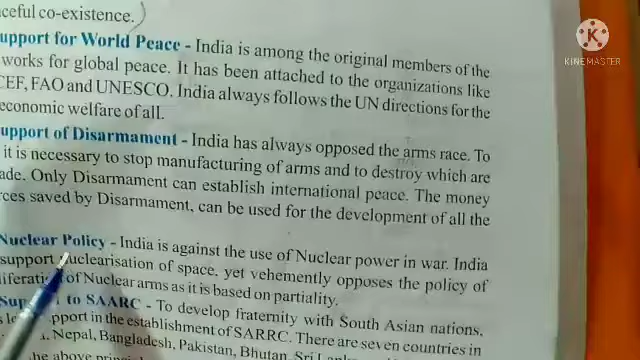 ceful co-existence.)
upport for World Peace - India is among the original members of the
works for global peace. It has been attached to the organizations like
CEF, FAO and UNESCO. India always follows the UN directions for the
economic welfare of all.
upport of Disarmament - India has always opposed the arms race. To
it is necessary to stop manufacturing of arms and to destroy which are
ade. Only Disarmament can establish international peace. The money
rces saved by Disarmament, can be used for the development of all the
Nuclear Policy - India is against the use of Nuclear power in war. India
support nuclearisation of space, yet vehemently opposes the policy of
liferati of Nuclear arms as it is based on partiality.
Sup t to SAARC - To develop fraternity with South Asian nations,
pport in the establishment of SARRC. There are seven countries in
Nepal, Bangladesh, Pakistan, Bhutan, Sri
he above
KINEMASTER